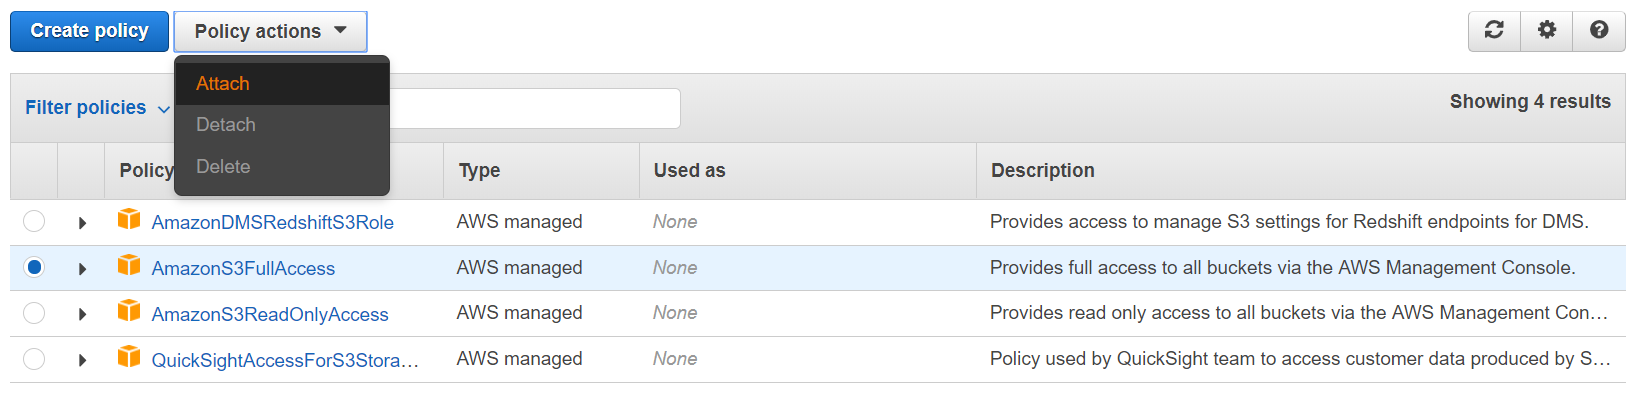 Create policy
Policy actions
Attach
Detach
Delete
Filter policies
Showing 4 results
Policy
Type
Used as
Description
AmazonDMSRedshiftS3Role AWS managed None Provides access to manage S3 settings for Redshift endpoints for DMS.
AmazonS3FullAccess AWS managed None Provides full access to all buckets via the AWS Management Console.
AmazonS3ReadOnlyAccess AWS managed None Provides read only access to all buckets via the AWS Management Con…
QuickSightAccessForS3Stora… AWS managed None Policy used by QuickSight team to access customer data produced by S…